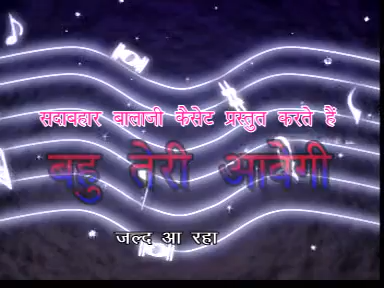 सदाबहार बालाजी कैसेट प्रस्तुत करते हैं
बहु तेरी आवेगी
जल्द आ रहा